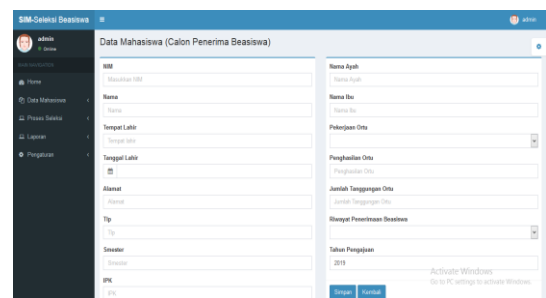 SIM-Seleksi Beasiswa
admin
admin
Online
Data Mahasiswa (Calon Penerima Beasiswa)
Home
Data Mahasiswa
Proses Seleksi
Laporan
Pengaturan
NIM
Masukkan NIM
Nama
Nama
Tempat Lahir
Tempat lahir
Tanggal Lahir
Alamat
Alamat
Tlp
Tlp
Smester
Smester
IPK
IPK
Nama Ayah
Nama Ayah
Nama Ibu
Nama Ibu
Pekerjaan Ortu
Penghasilan Ortu
Penghasilan Ortu
Jumlah Tanggungan Ortu
Jumlah Tanggungan Ortu
Riwayat Penerimaan Beasiswa
Tahun Pengajuan
2019
Simpan Kembali
Activate Windows
Go to PC settings to activate Windows.